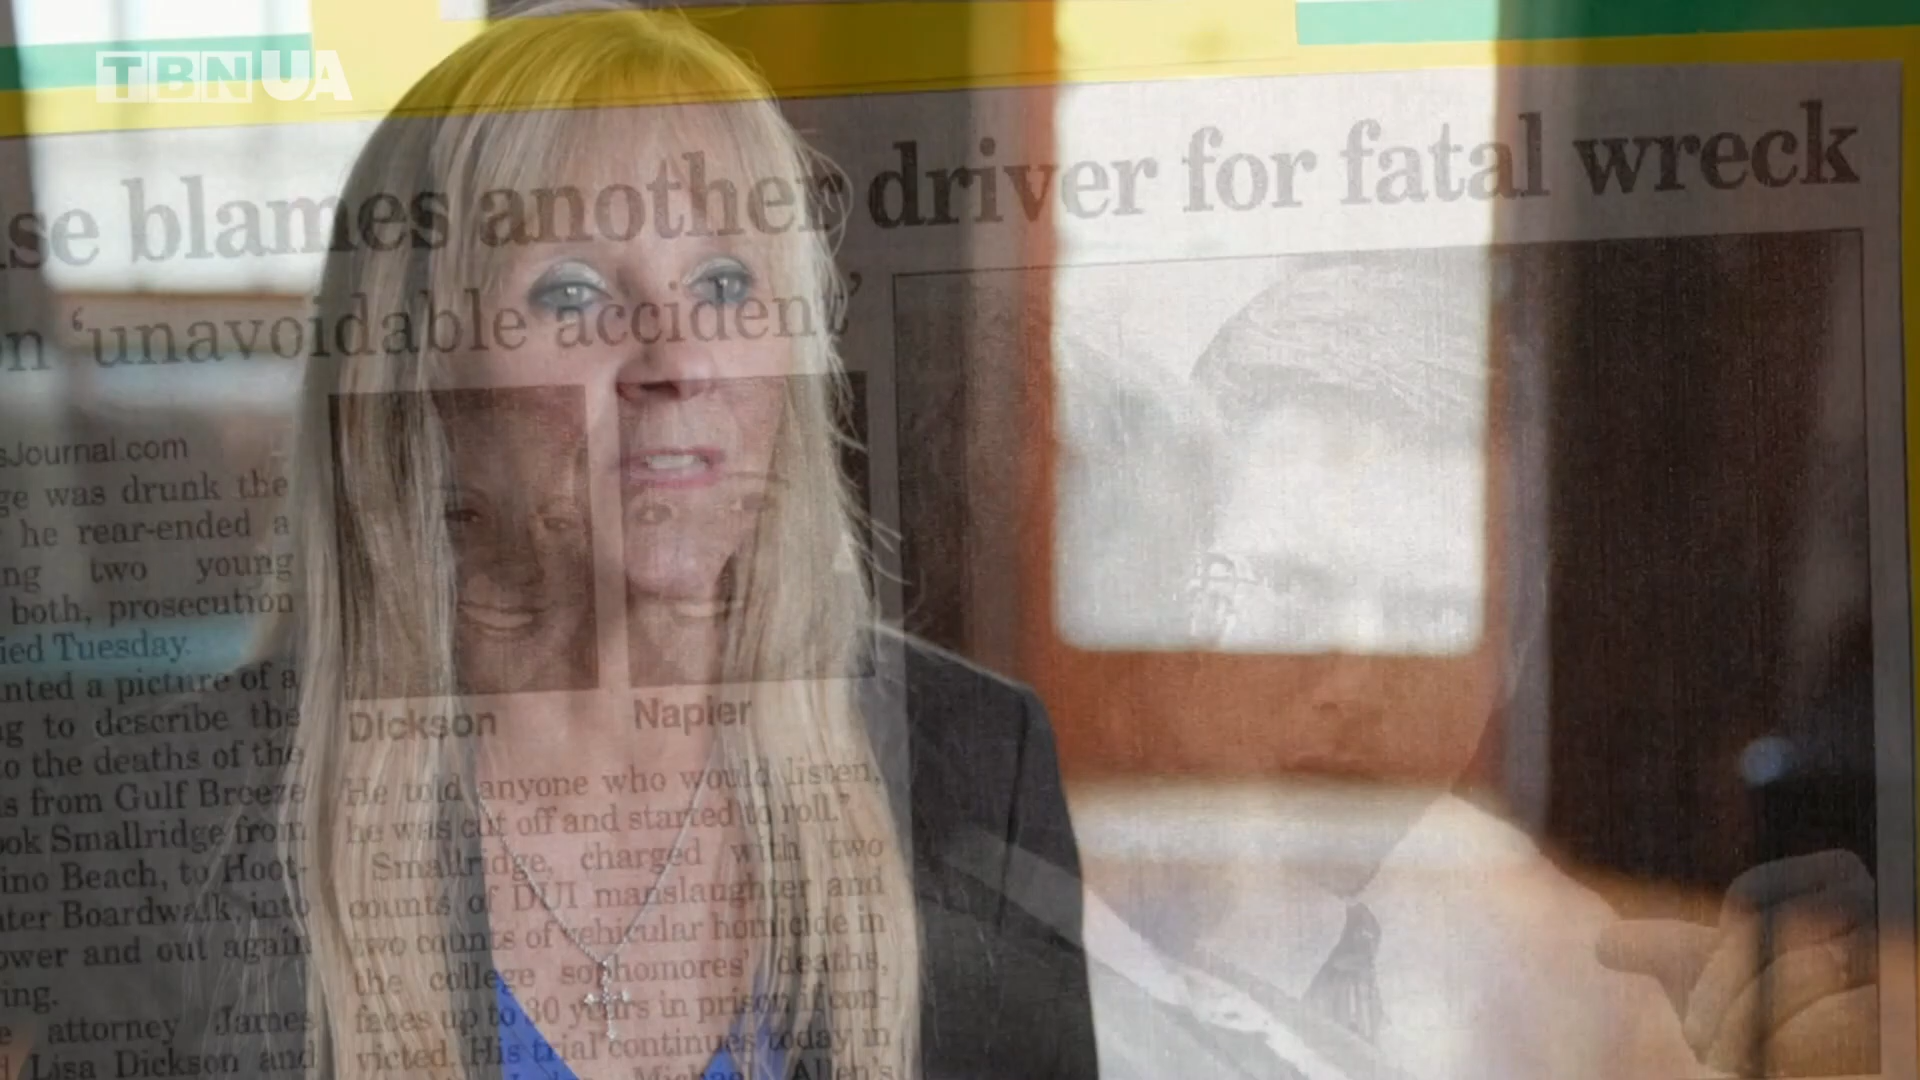 TBN UA
se blames another driver for fatal wreck
on 'unavoidable accident'
sJournal.com
ge was drunk the
he rear-ended a
ng two young
both, prosecution
ied Tuesday.
nted a picture of a
g to describe the
o the deaths of the
s from Gulf Breeze
ok Smallridge from
ino Beach, to Hoot-
ater Boardwalk, into
ower and out again
ing.
e attorney James
Lisa Dickson and
Dickson
Napier
He told anyone who would listen,
he was cut off and started to roll."
Smallridge, charged with two
counts of DUI manslaughter and
two counts of vehicular homicide in
the college sophomores' deaths,
faces up to 30 years in prison if con-
victed. His trial continues today in
Michael Allen's